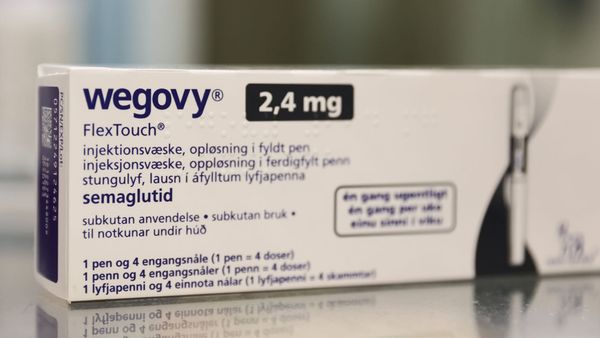 wegovy®
2,4 mg
FlexTouch®
injektionsvæske, opløsning i fyldt pen
injeksjonsvæske, oppløsning i ferdigfylt penn
stungulyf, lausn í áfylltum lyfjapenna
semaglutid
subkutan anvendelse • subkutan bruk •
til notkunar undir húð
én gang ugentligt
én gang per uke
einu sinni í viku
1 pen og 4 engangsnåle (1 pen = 4 doser)
1 penn og 4 engangsnåler (1 penn = 4 doser)
1 lyfjapenni og 4 einnota nálar (1 lyfjapenni = 4 skammtar)